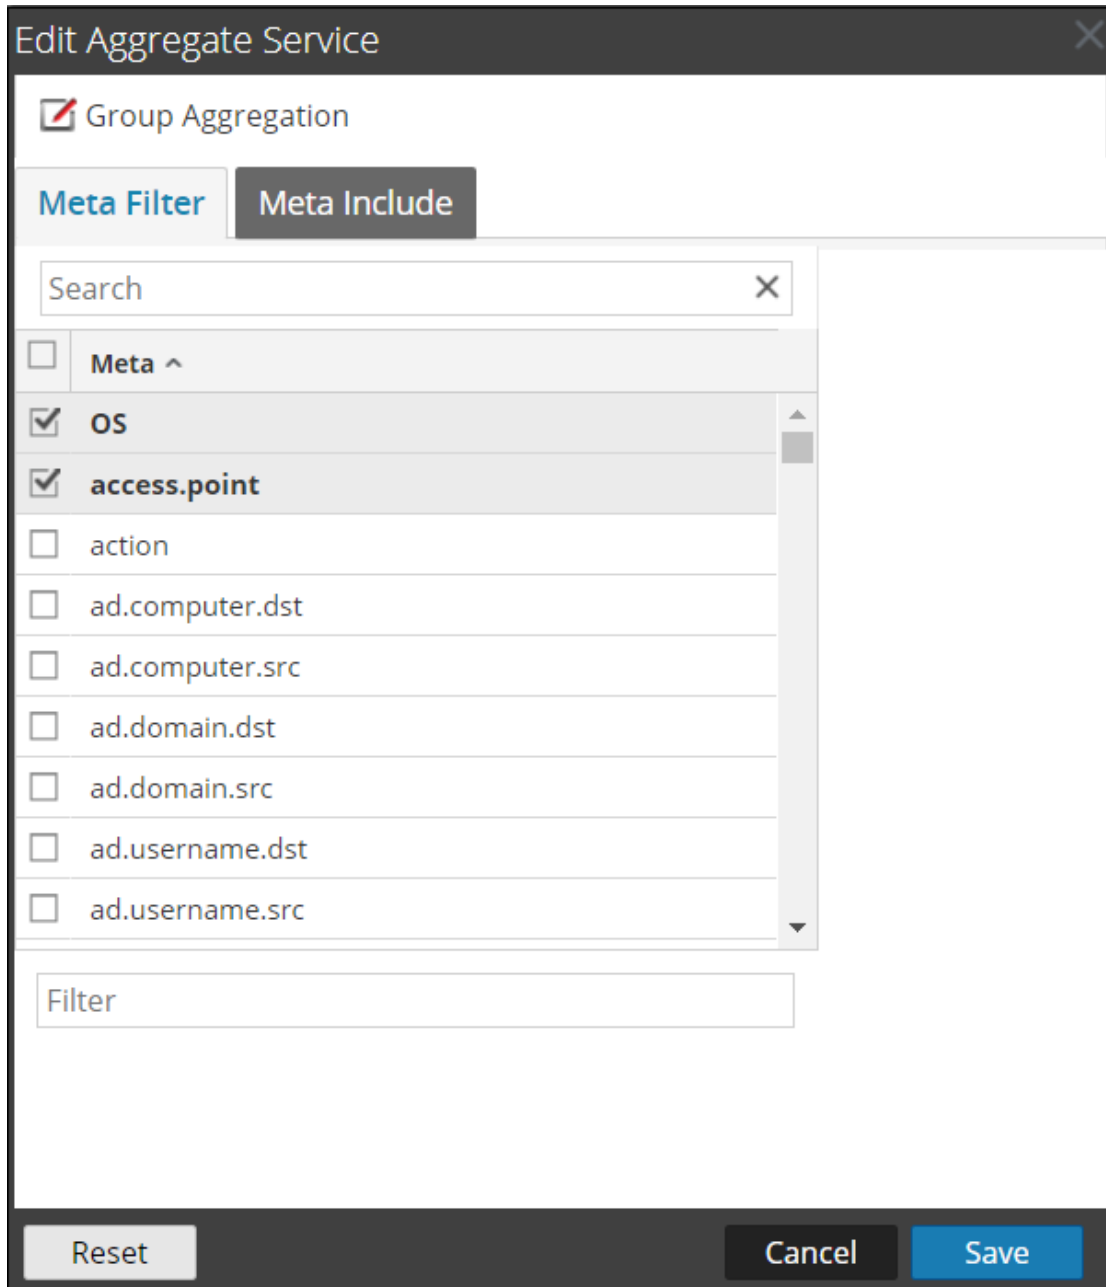 Edit Aggregate Service
Group Aggregation
Meta Filter Meta Include
Search
Meta
OS
access.point
action
ad.computer.dst
ad.computer.src
ad.domain.dst
ad.domain.src
ad.username.dst
ad.username.src
Filter
Reset Cancel Save